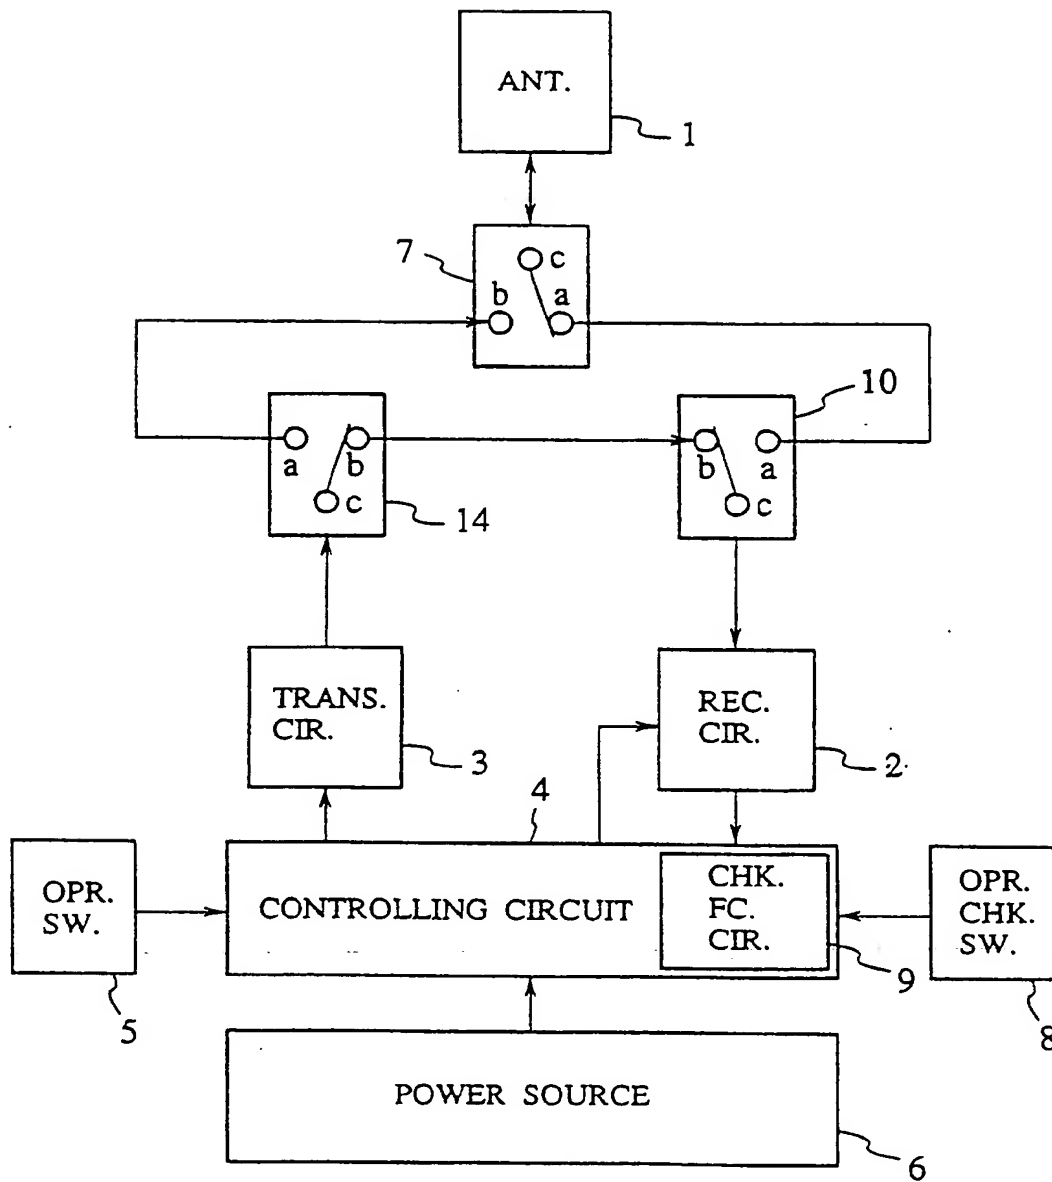 ANT.
1
7
c
b a
10
a b
c
14
b a
c
TRANS.
CIR.
3
REC.
CIR.
2
4
OPR.
SW.
5
CONTROLLING CIRCUIT
CHK.
FC.
CIR.
9
OPR.
CHK.
SW.
8
POWER SOURCE
6